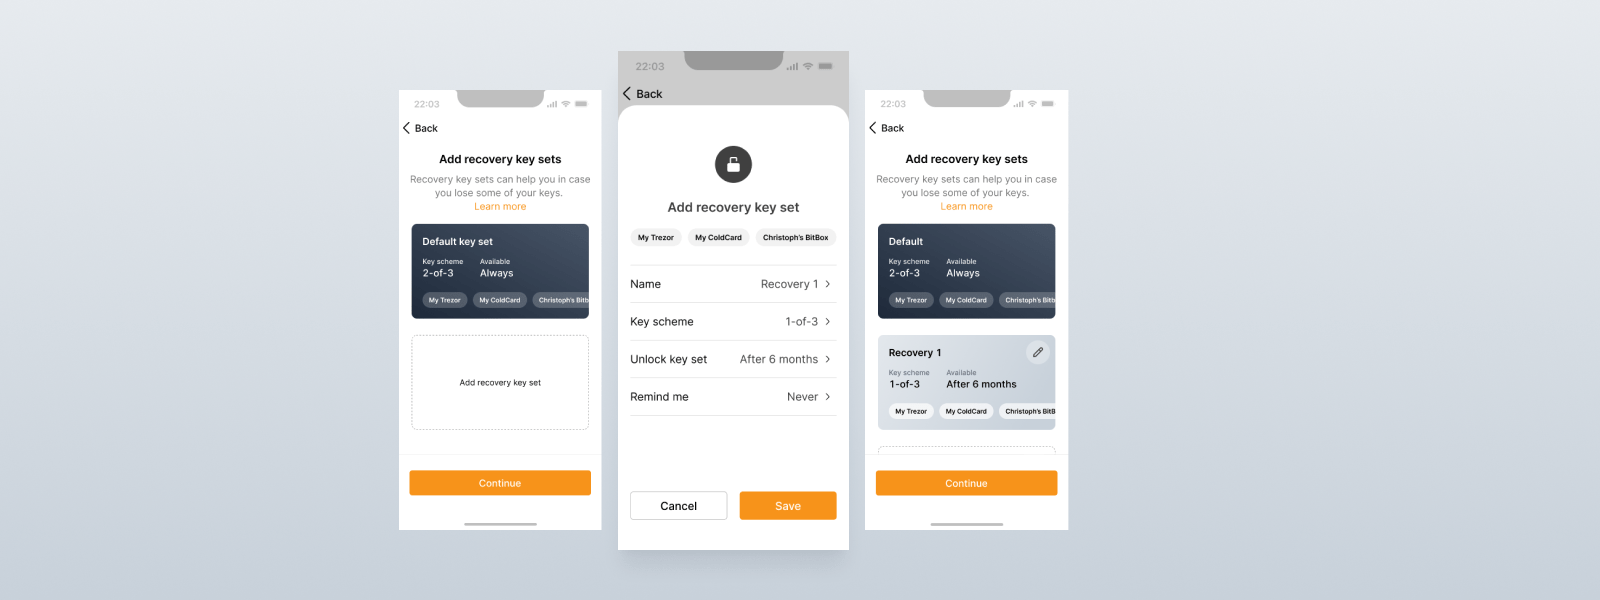 22:03
Back
Add recovery key sets
Recovery key sets can help you in case
you lose some of your keys.
Learn more
Default key set
Key scheme Available
2-of-3 Always
My Trezor My ColdCard Christoph's Bitb
Add recovery key set
Continue
22:03
Back
Add recovery key set
My Trezor My ColdCard Christoph's BitBox
Name Recovery 1
Key scheme 1-of-3
Unlock key set After 6 months
Remind me Never
Cancel Save
22:03
Back
Add recovery key sets
Recovery key sets can help you in case
you lose some of your keys.
Learn more
Default
Key scheme Available
2-of-3 Always
My Trezor My ColdCard Christoph's Bitb
Recovery 1
Key scheme Available
1-of-3 After 6 months
My Trezor My ColdCard Christoph's BitB
Continue